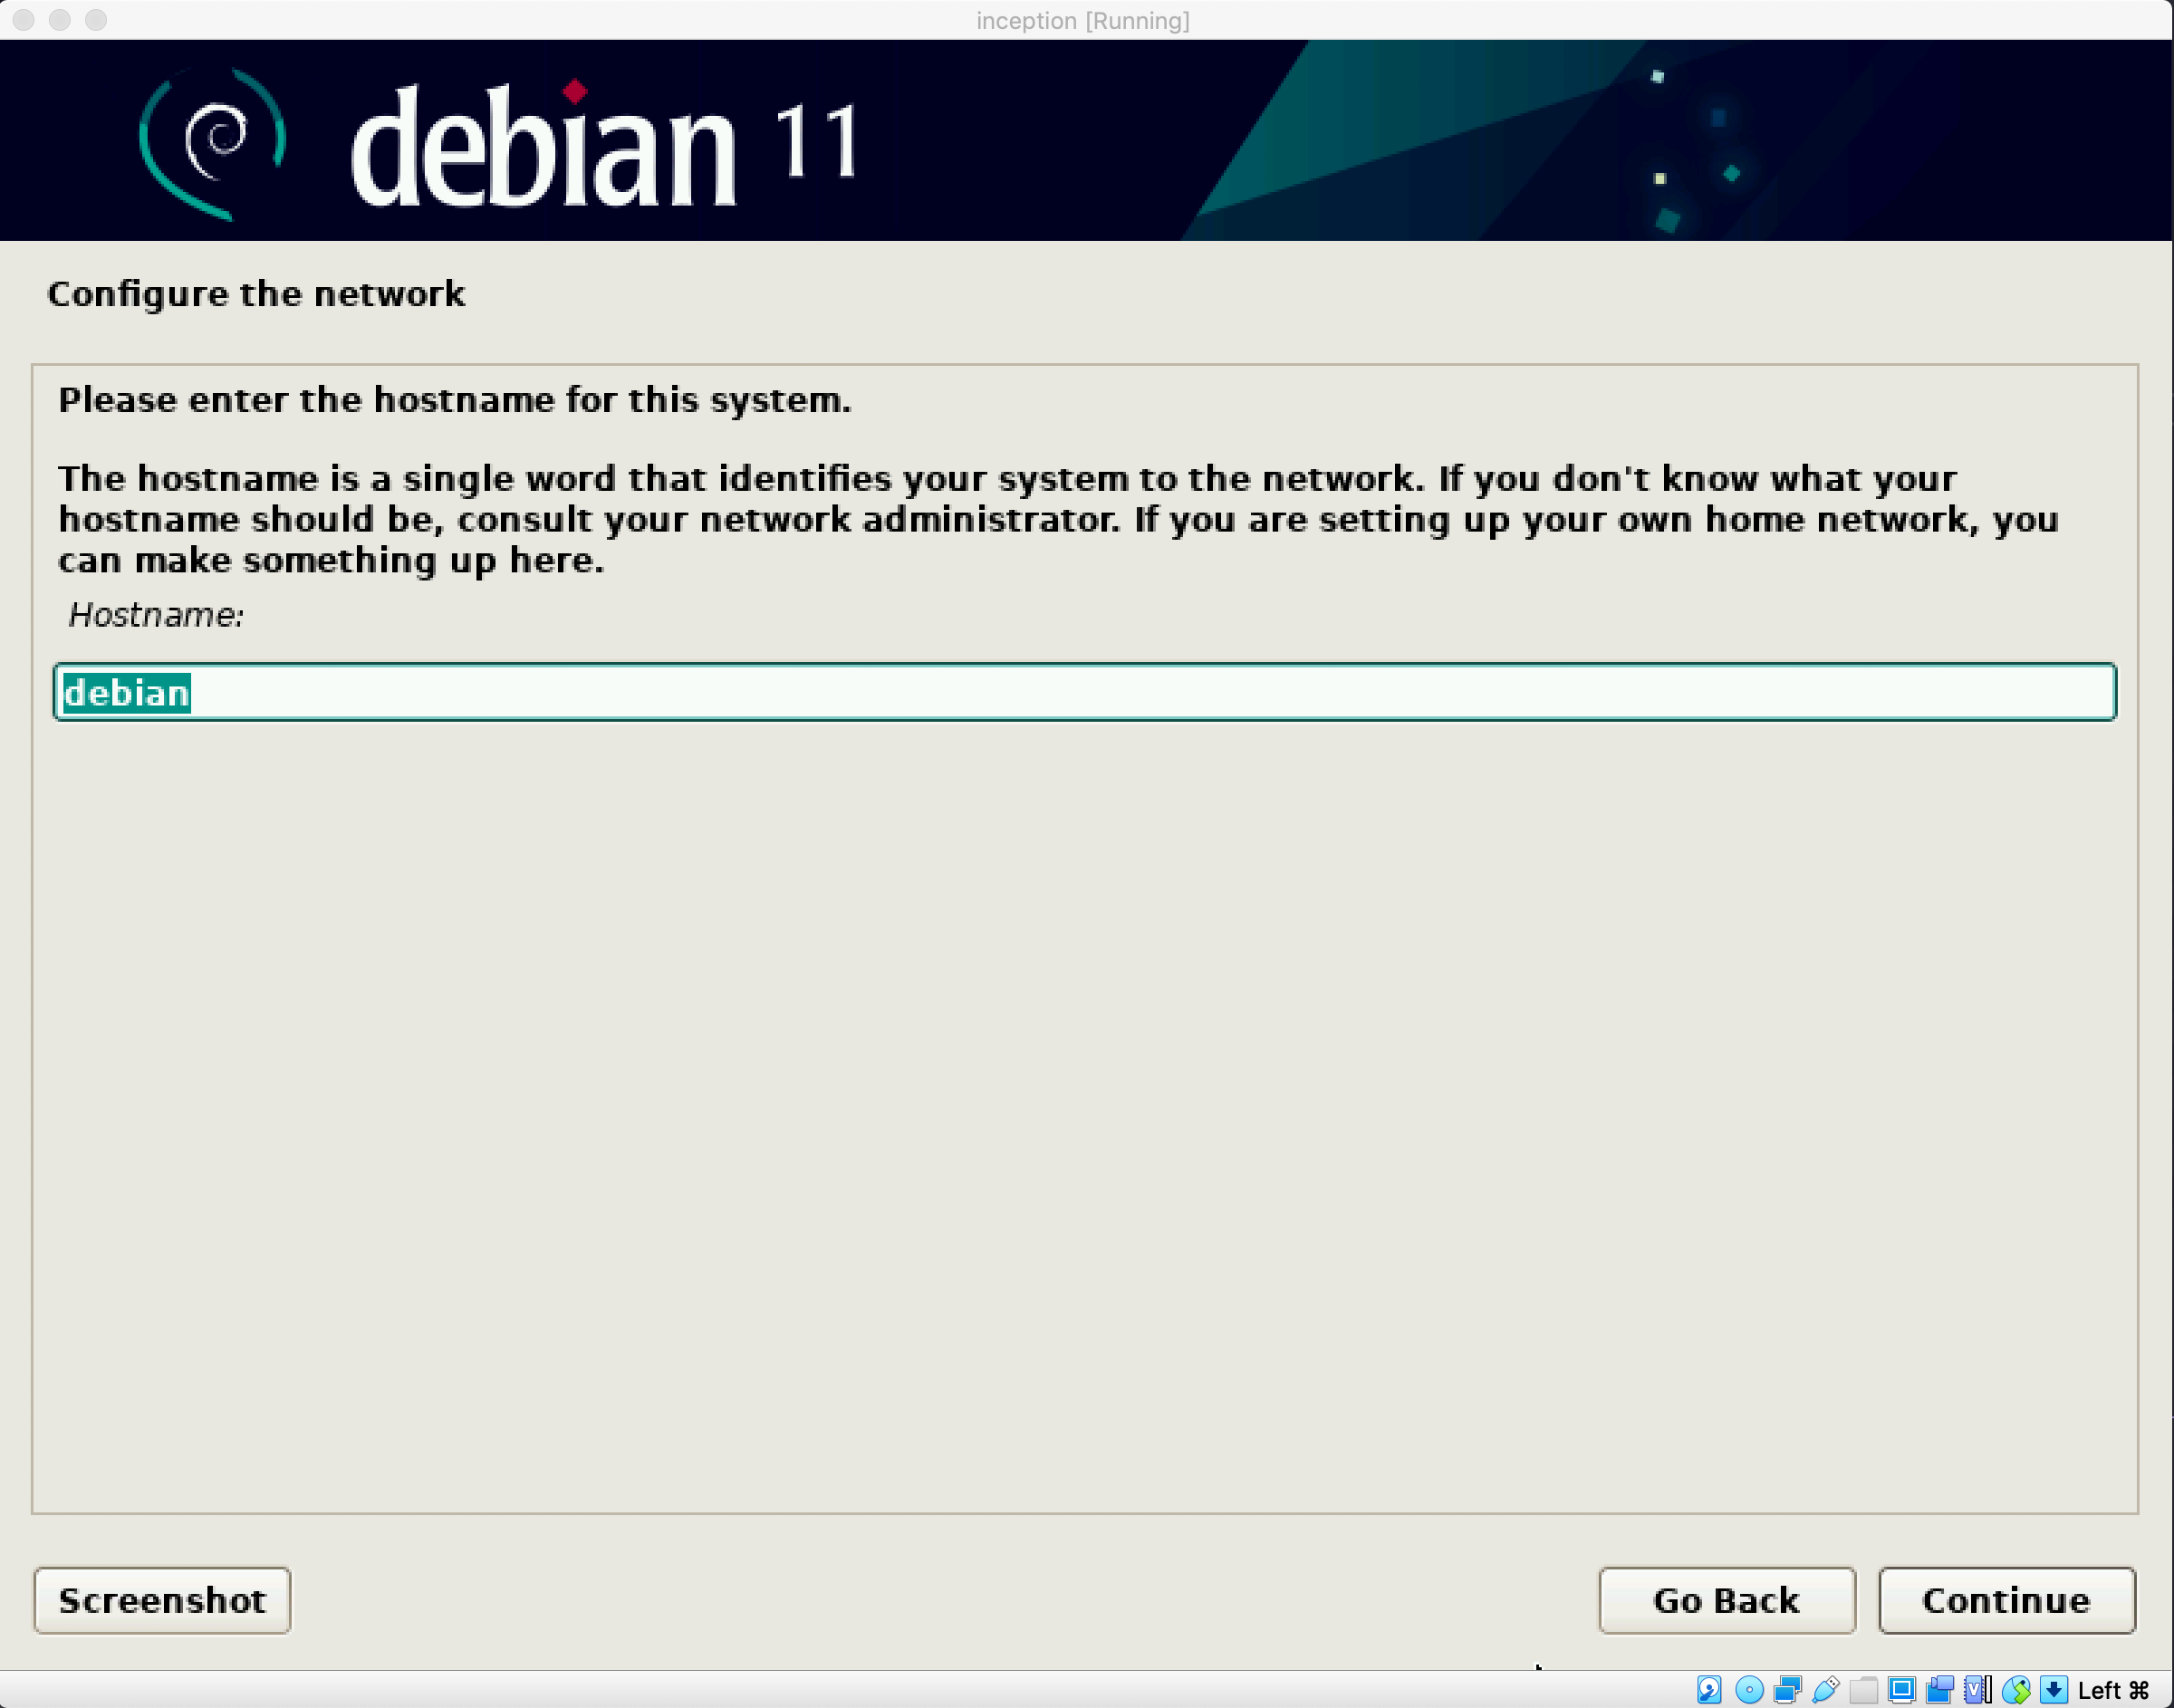 inception [Running]
debian 11
Configure the network
Please enter the hostname for this system.
The hostname is a single word that identifies your system to the network. If you don't know what your
hostname should be, consult your network administrator. If you are setting up your own home network, you
can make something up here.
Hostname:
debian
Screenshot
Go Back
Continue
Left ⌘